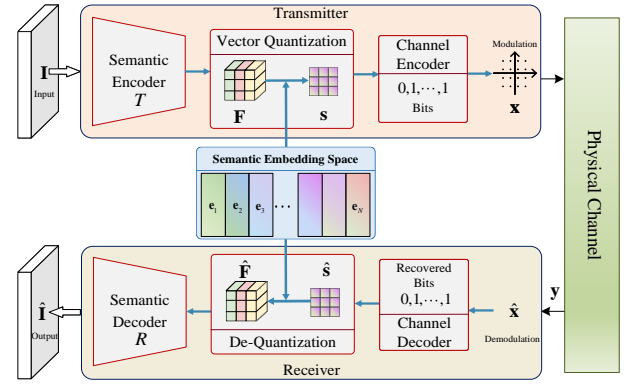 Transmitter
I
Input
Semantic
Encoder
T
Vector Quantization
F
s
Channel
Encoder
0,1,⋯,1
Bits
Modulation
x
Physical Channel
Semantic Embedding Space
e₁
e₂
e₃
⋯
e_N
Î
Output
Semantic
Decoder
R
F̂
ŝ
De-Quantization
Recovered
Bits
0,1,⋯,1
Channel
Decoder
x̂
Demodulation
y
Receiver